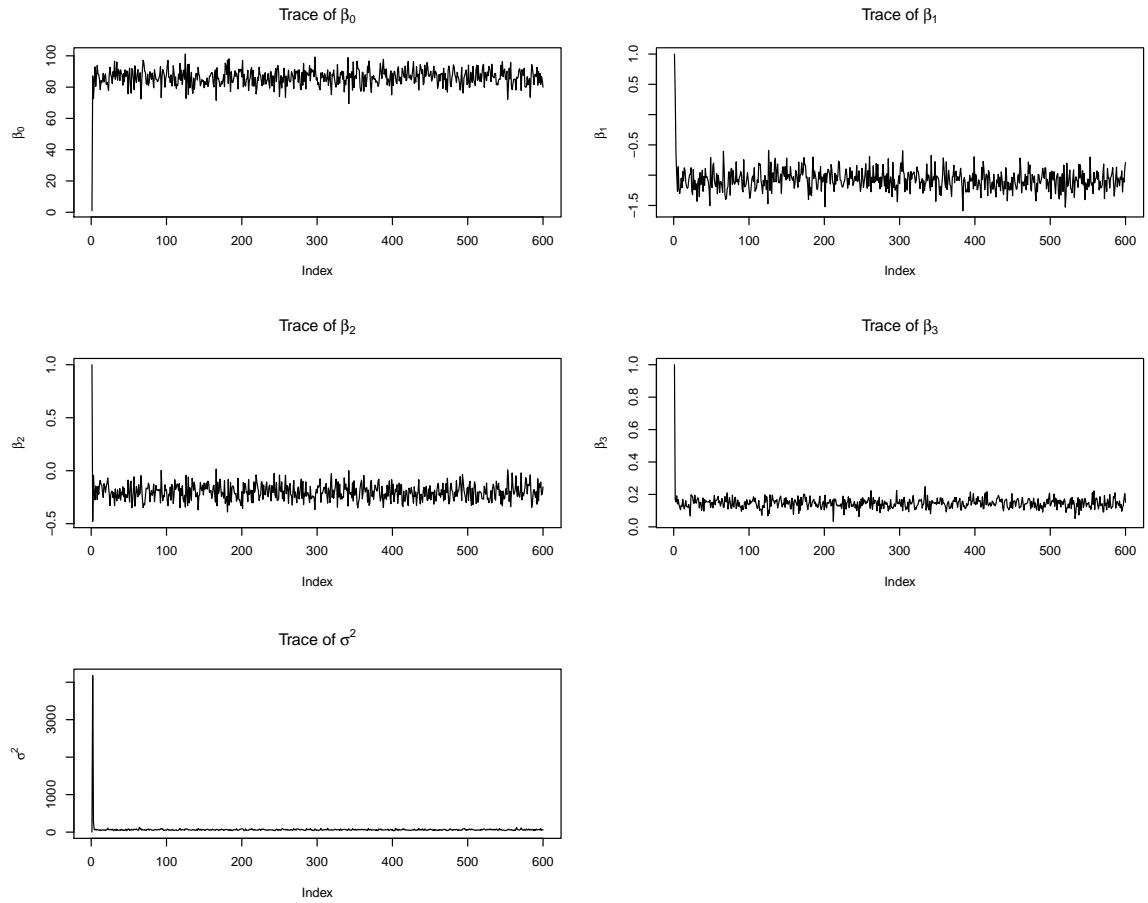 Trace of β₀
β₀
0 20 40 60 80 100
0 100 200 300 400 500 600
Index
Trace of β₁
β₁
−1.5 −0.5 0.5 1.0
0 100 200 300 400 500 600
Index
Trace of β₂
β₂
−0.5 0.0 0.5 1.0
0 100 200 300 400 500 600
Index
Trace of β₃
β₃
0.0 0.2 0.4 0.6 0.8 1.0
0 100 200 300 400 500 600
Index
Trace of σ²
σ²
0 1000 3000
0 100 200 300 400 500 600
Index